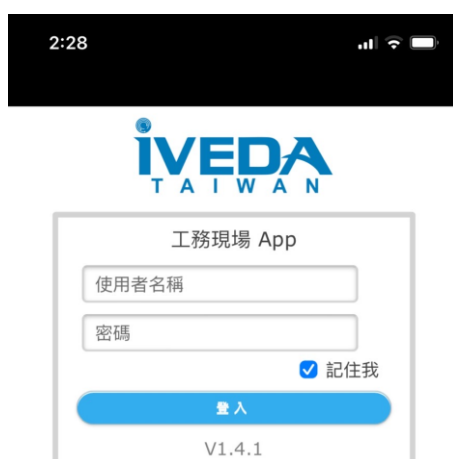 2:28
iVEDA
TAIWAN
工務現場 App
使用者名稱
密碼
記住我
登入
V1.4.1